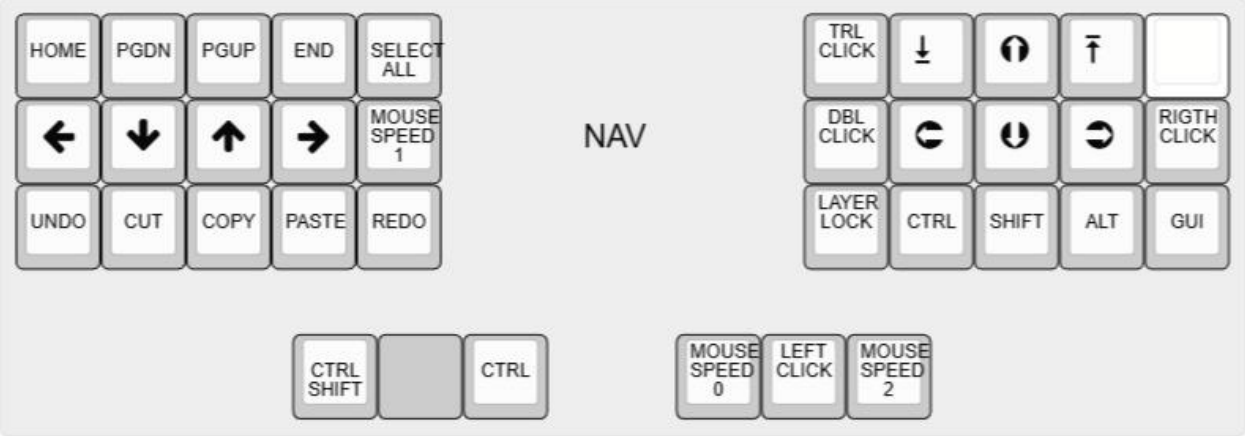 HOME PGDN PGUP END SELECT ALL
TRL CLICK
MOUSE SPEED 1
NAV
DBL CLICK
RIGTH CLICK
UNDO CUT COPY PASTE REDO
LAYER LOCK
CTRL SHIFT ALT GUI
CTRL SHIFT
CTRL
MOUSE SPEED 0
LEFT CLICK
MOUSE SPEED 2